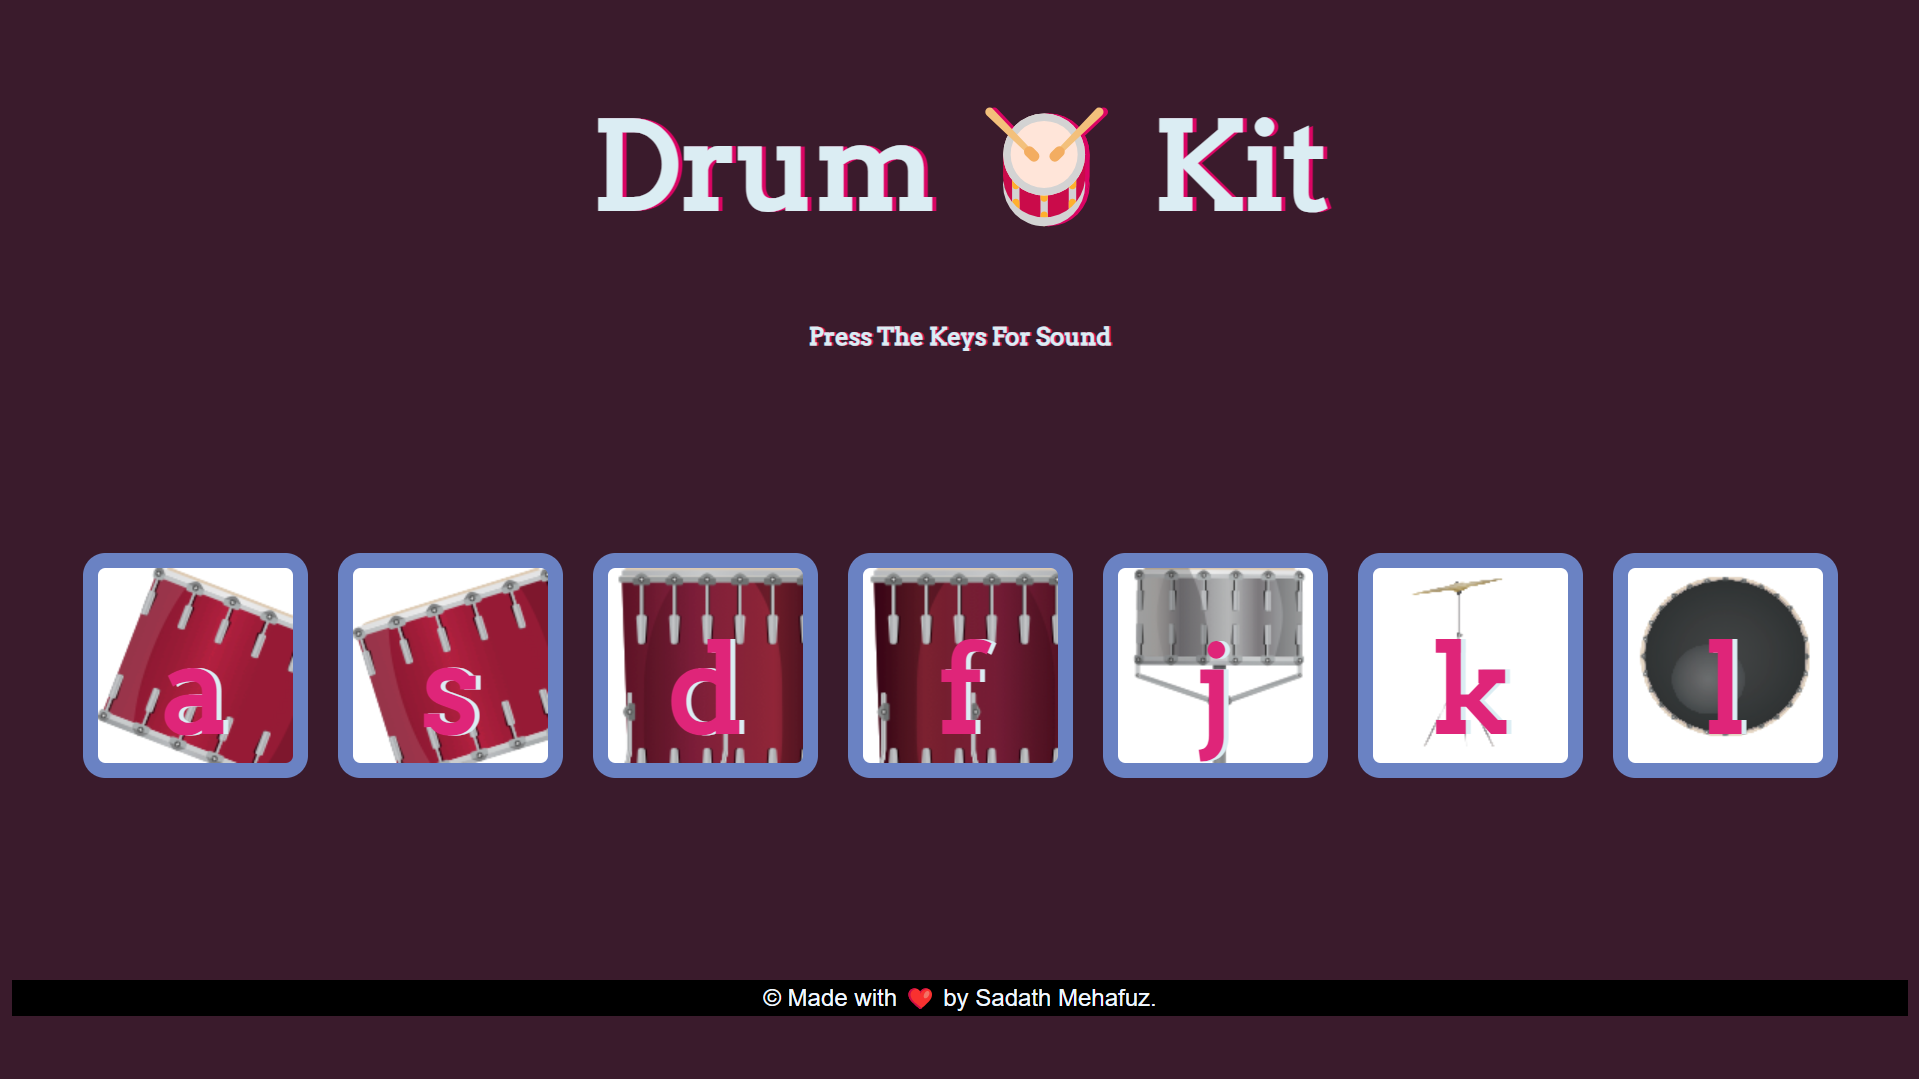 Drum 🥁 Kit
Press The Keys For Sound
a s d f j k l
© Made with ❤️ by Sadath Mehafuz.